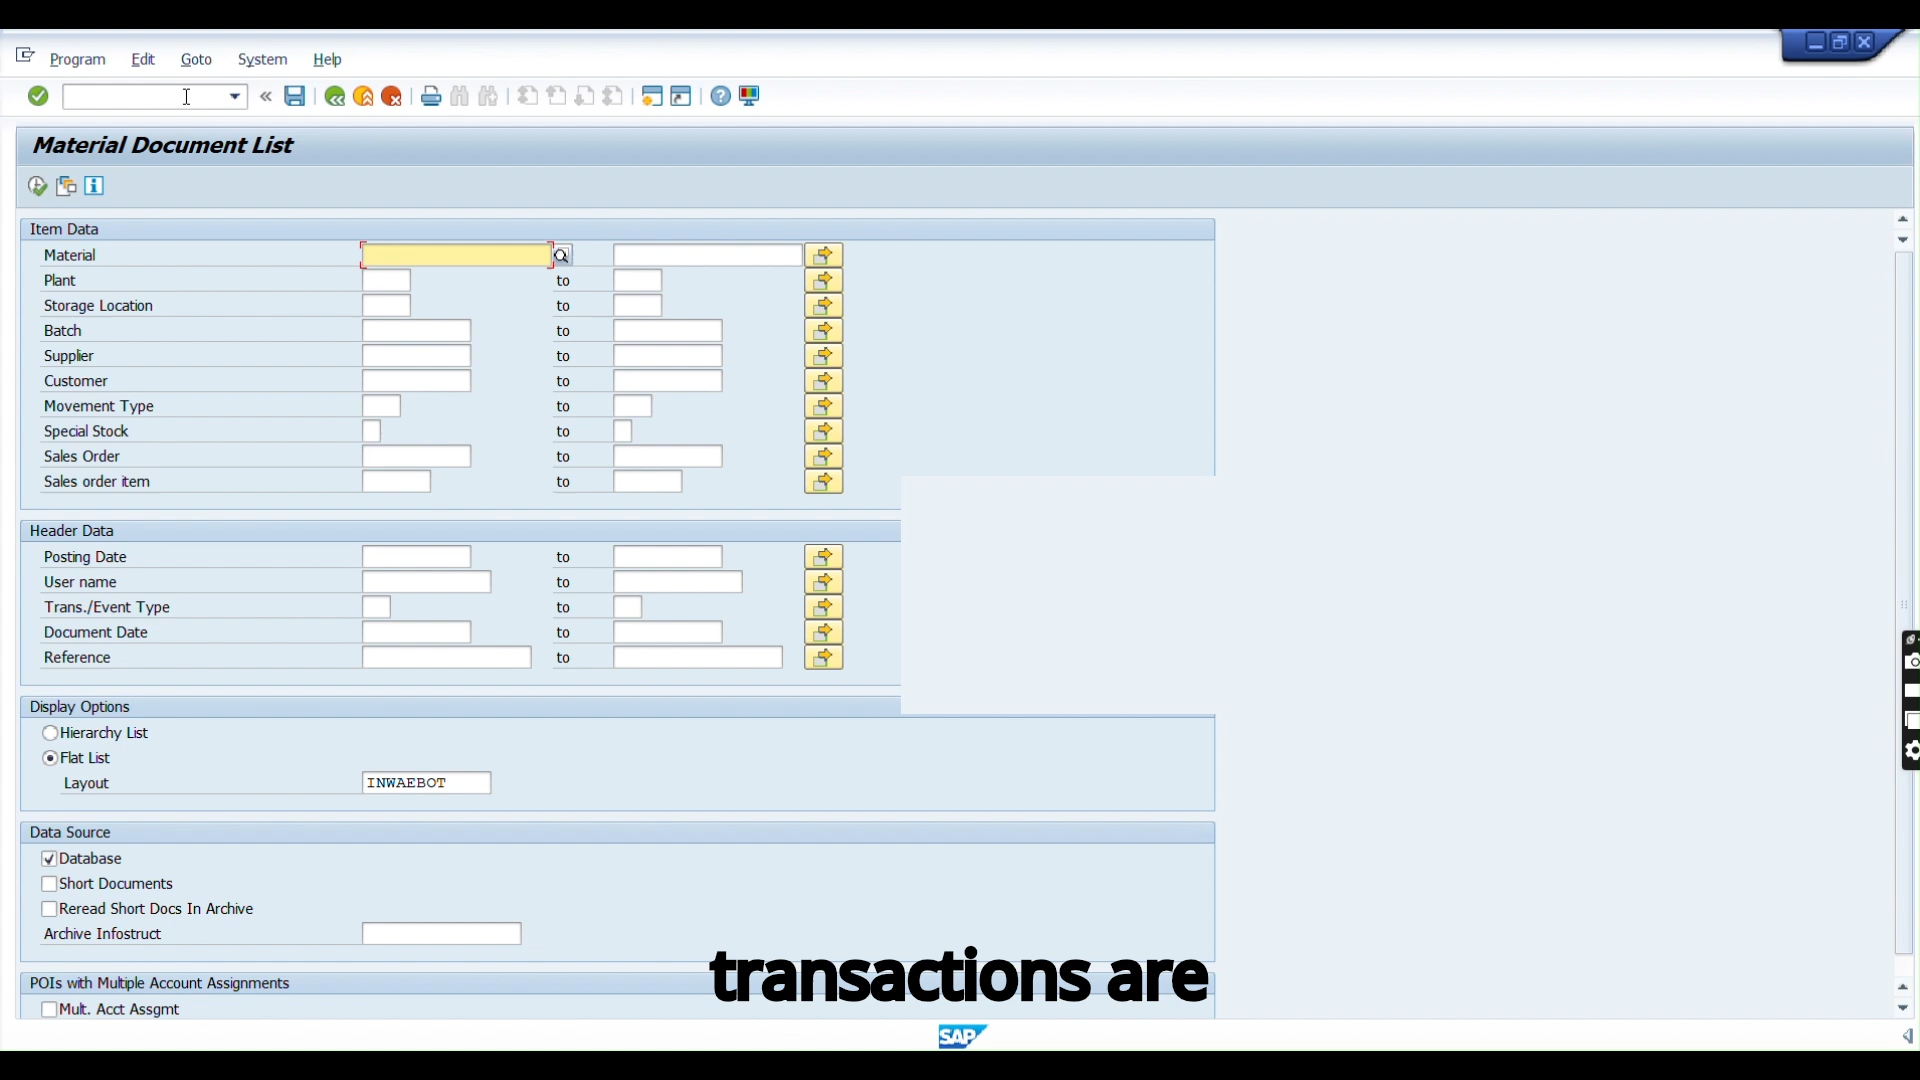 Program Edit Goto System Help
Material Document List
Item Data
Material
Plant to
Storage Location to
Batch to
Supplier to
Customer to
Movement Type to
Special Stock to
Sales Order to
Sales order item to
Header Data
Posting Date to
User name to
Trans./Event Type to
Document Date to
Reference to
Display Options
Hierarchy List
Flat List
Layout INWAEBOT
Data Source
Database
Short Documents
Reread Short Docs In Archive
Archive Infostruct
transactions are
POIs with Multiple Account Assignments
Mult. Acct Assgmt
SAP